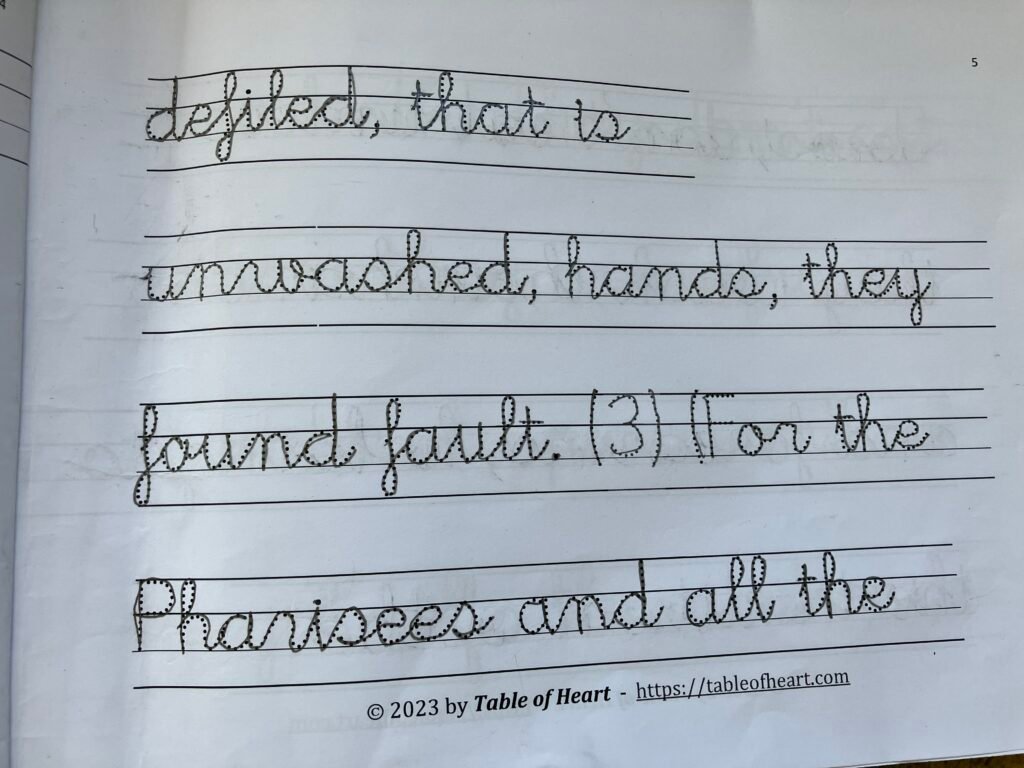 5
defiled, that is
unwashed, hands, they
found fault. (3) (For the
Pharisees and all the
© 2023 by Table of Heart - https://tableofheart.com